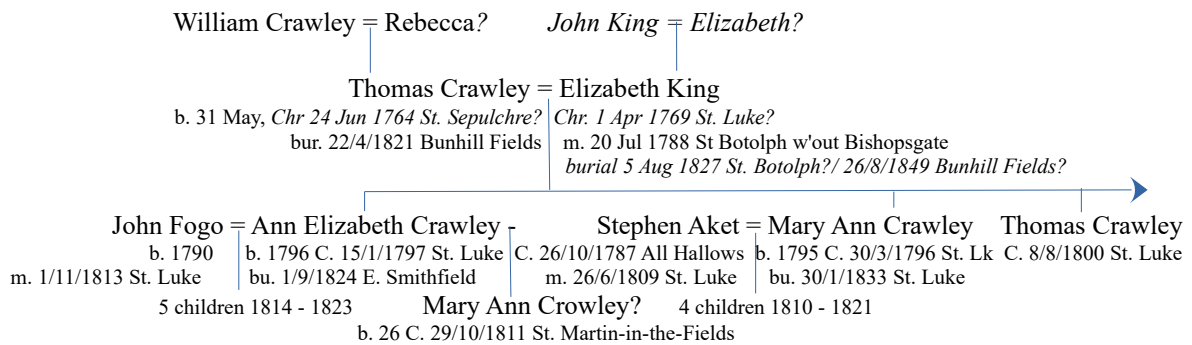 William Crawley = Rebecca? John King = Elizabeth?
Thomas Crawley = Elizabeth King
b. 31 May, Chr 24 Jun 1764 St. Sepulchre? Chr. 1 Apr 1769 St. Luke?
bur. 22/4/1821 Bunhill Fields m. 20 Jul 1788 St Botolph w'out Bishopsgate
burial 5 Aug 1827 St. Botolph?/ 26/8/1849 Bunhill Fields?
John Fogo = Ann Elizabeth Crawley - Stephen Aket = Mary Ann Crawley Thomas Crawley
b. 1790 b. 1796 C. 15/1/1797 St. Luke C. 26/10/1787 All Hallows b. 1795 C. 30/3/1796 St. Lk C. 8/8/1800 St. Luke
m. 1/11/1813 St. Luke bu. 1/9/1824 E. Smithfield m. 26/6/1809 St. Luke bu. 30/1/1833 St. Luke
5 children 1814 - 1823 Mary Ann Crowley? 4 children 1810 - 1821
b. 26 C. 29/10/1811 St. Martin-in-the-Fields